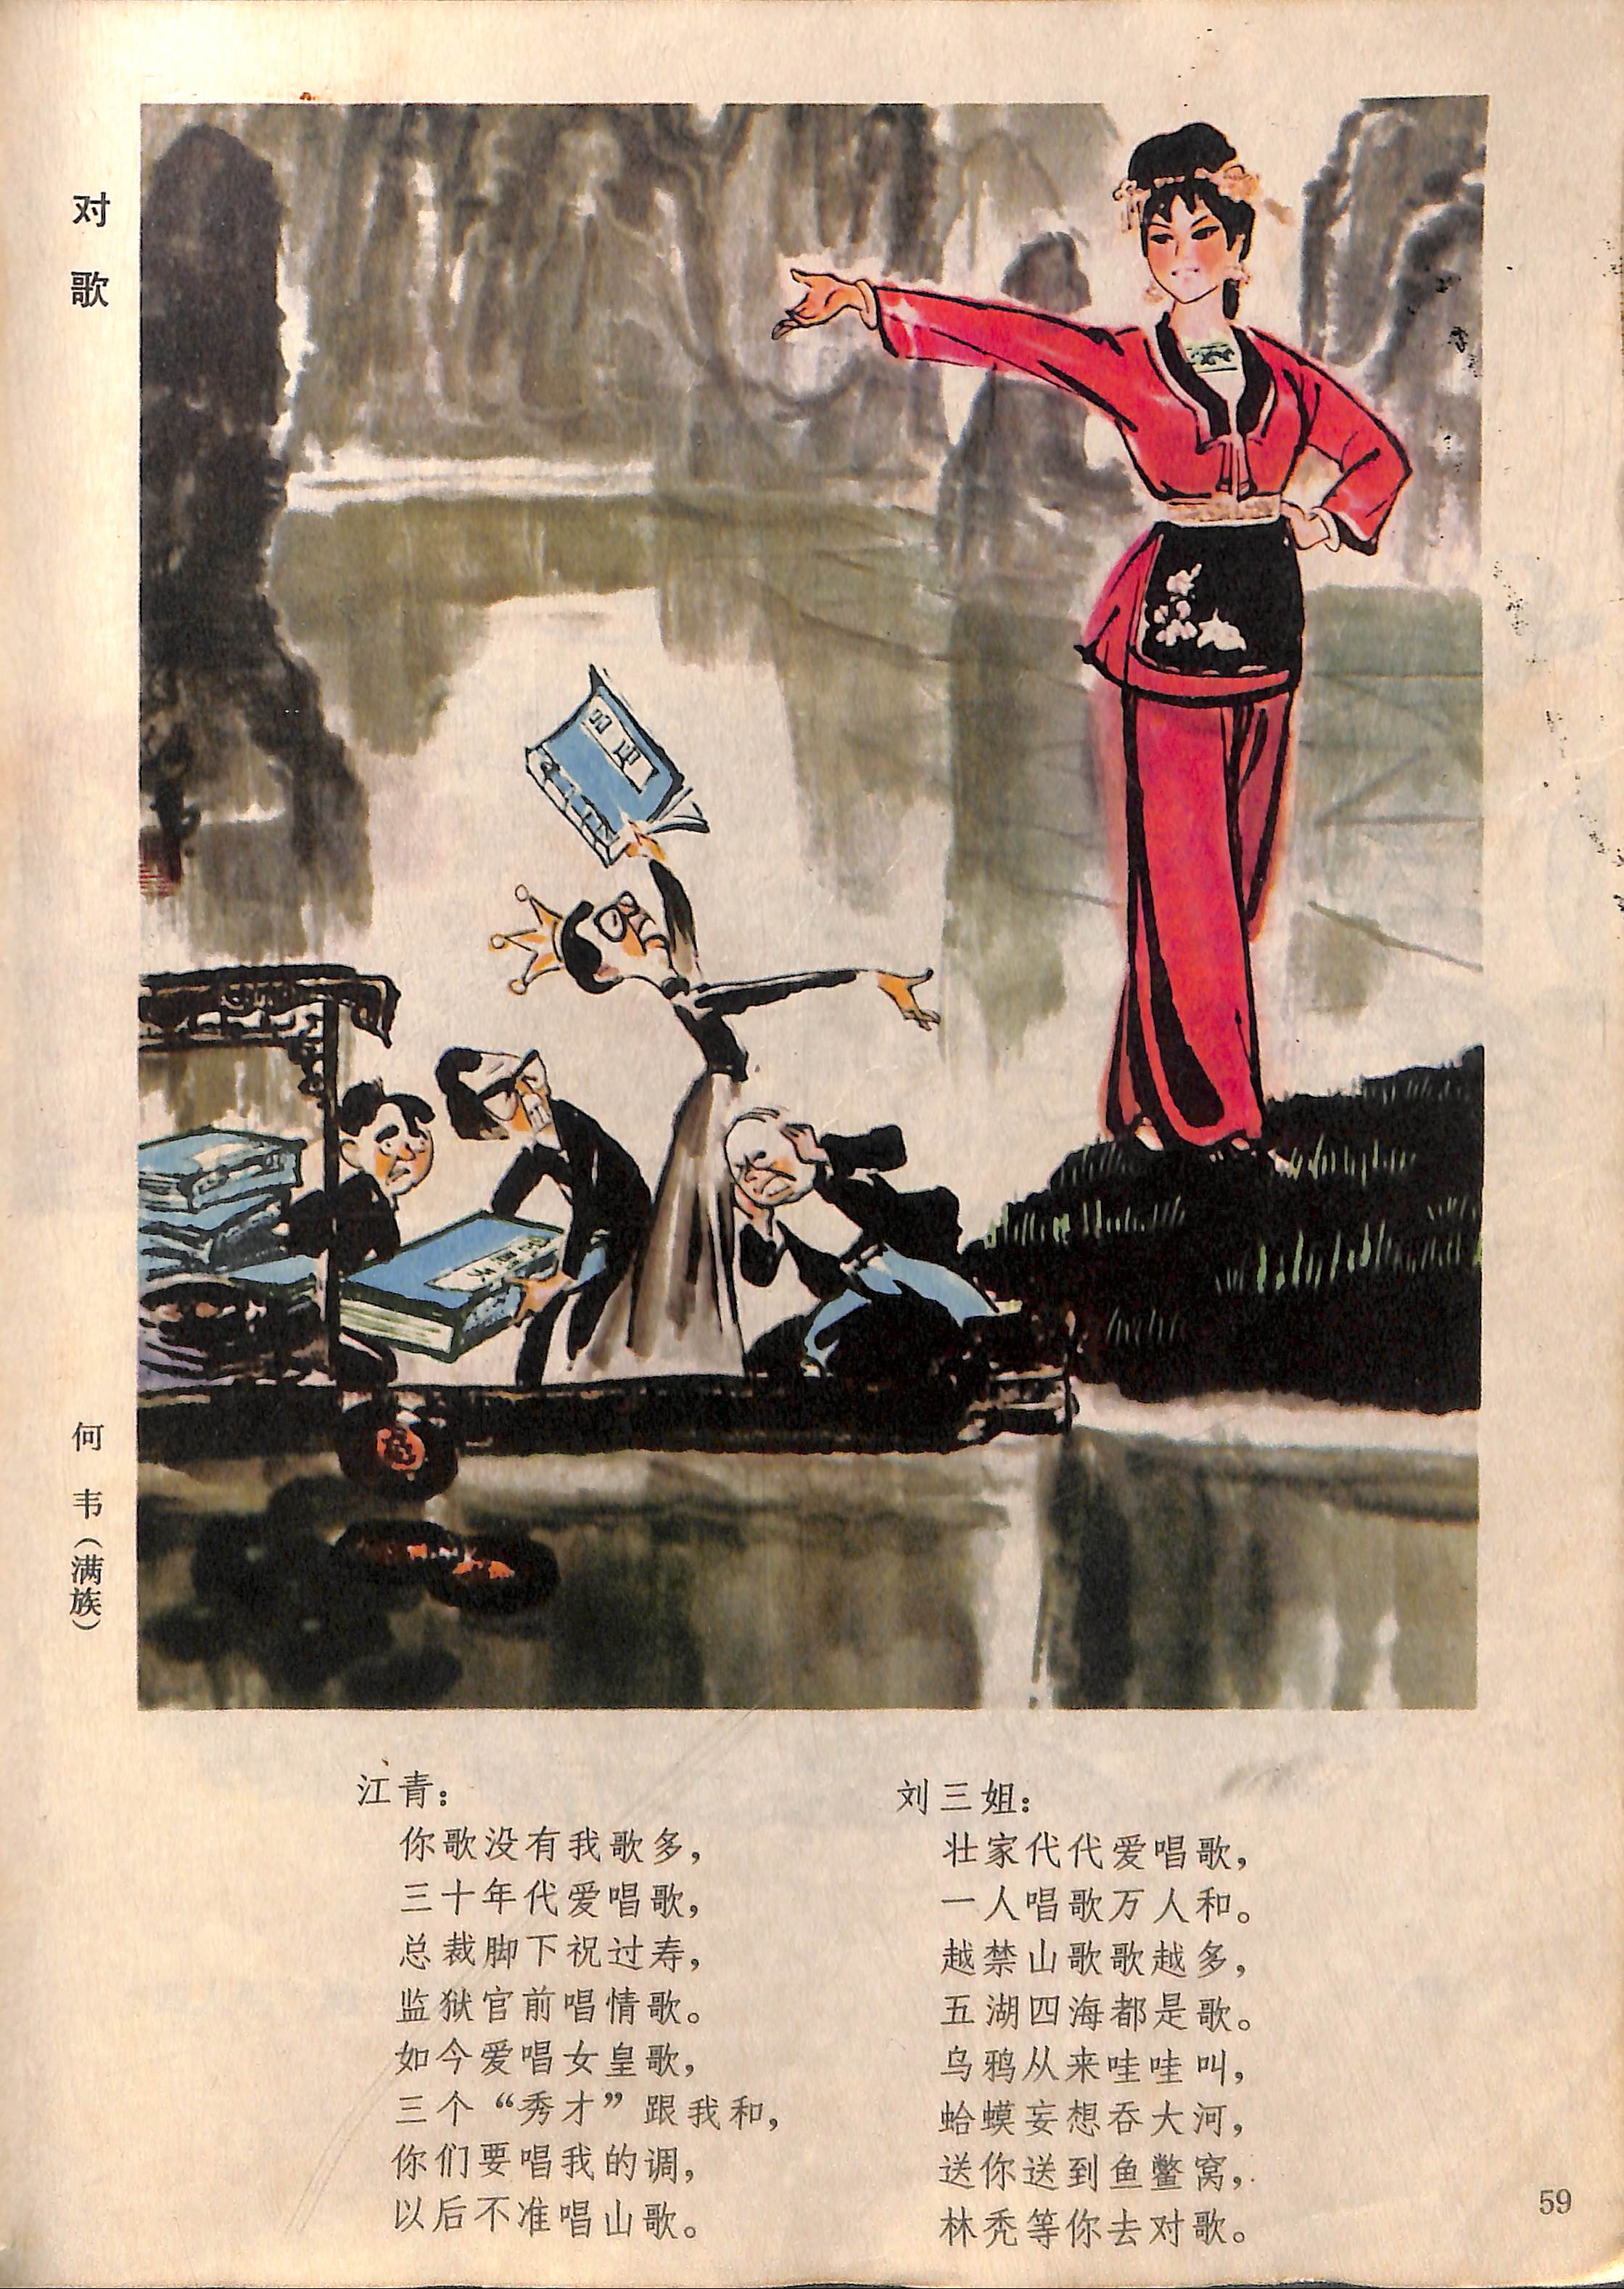 对歌
何韦（满族）
江青：
你歌没有我歌多，
三十年代爱唱歌，
总裁脚下祝过寿，
监狱官前唱情歌。
如今爱唱女皇歌，
三个“秀才”跟我和，
你们要唱我的调，
以后不准唱山歌。
刘三姐：
壮家代代爱唱歌，
一人唱歌万人和。
越禁山歌歌越多，
五湖四海都是歌。
乌鸦从来哇哇叫，
蛤蟆妄想吞大河，
送你送到鱼鳖窝，
林秃等你去对歌。
59